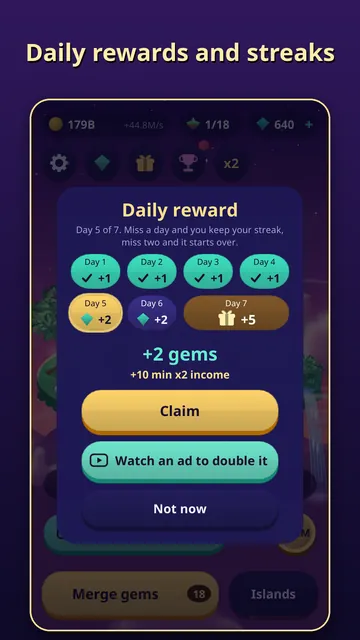 Daily rewards and streaks
179B
+44.8M/s
1/18
640 +
x2
Daily reward
Day 5 of 7. Miss a day and you keep your streak,
miss two and it starts over.
Day 1
+1
Day 2
+1
Day 3
+1
Day 4
+1
Day 5
+2
Day 6
+2
Day 7
+5
+2 gems
+10 min x2 income
Claim
Watch an ad to double it
Not now
Merge gems 18
Islands